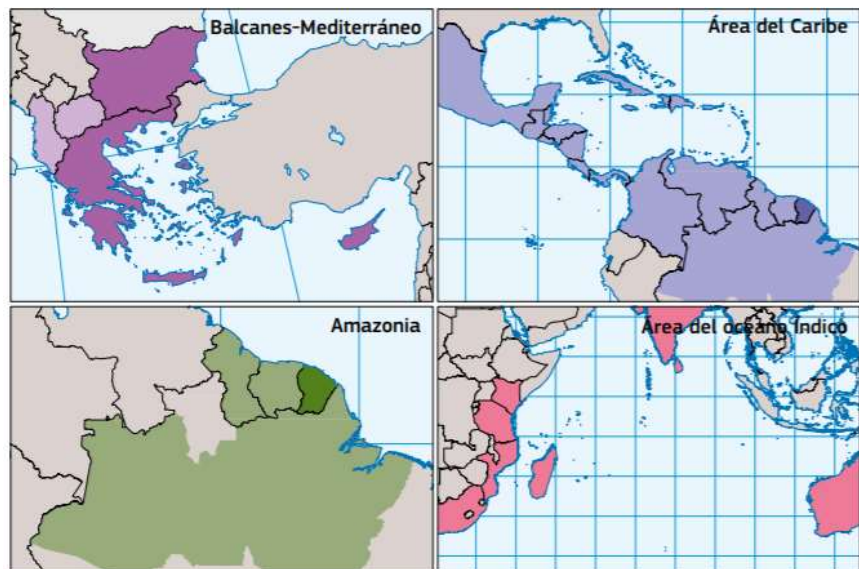 Balcanes-Mediterráneo
Área del Caribe
Amazonia
Área del océano Índico